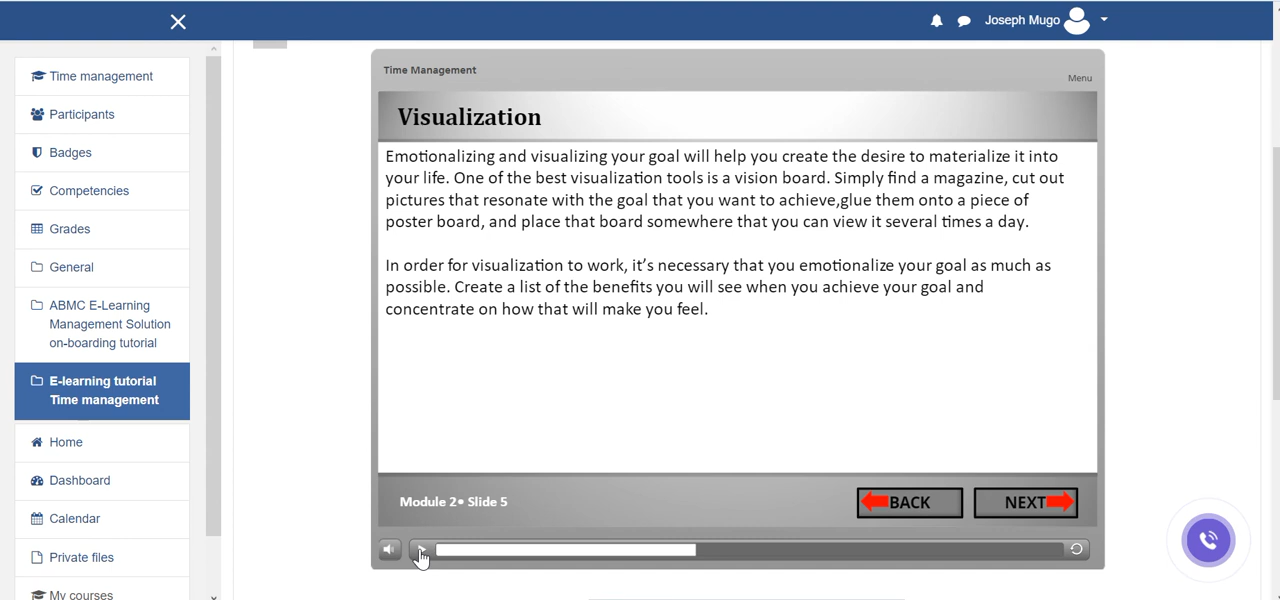 Joseph Mugo
Time management
Participants
Badges
Competencies
Grades
General
ABMC E-Learning
Management Solution
on-boarding tutorial
E-learning tutorial
Time management
Home
Dashboard
Calendar
Private files
My courses
Time Management
Menu
Visualization
Emotionalizing and visualizing your goal will help you create the desire to materialize it into
your life. One of the best visualization tools is a vision board. Simply find a magazine, cut out
pictures that resonate with the goal that you want to achieve,glue them onto a piece of
poster board, and place that board somewhere that you can view it several times a day.
In order for visualization to work, it’s necessary that you emotionalize your goal as much as
possible. Create a list of the benefits you will see when you achieve your goal and
concentrate on how that will make you feel.
Module 2• Slide 5
BACK
NEXT